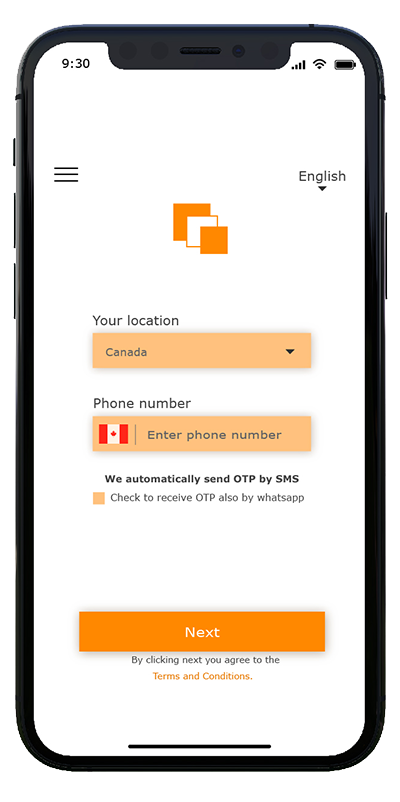 9:30
English
Your location
Canada
Phone number
Enter phone number
We automatically send OTP by SMS
Check to receive OTP also by whatsapp
Next
By clicking next you agree to the
Terms and Conditions.